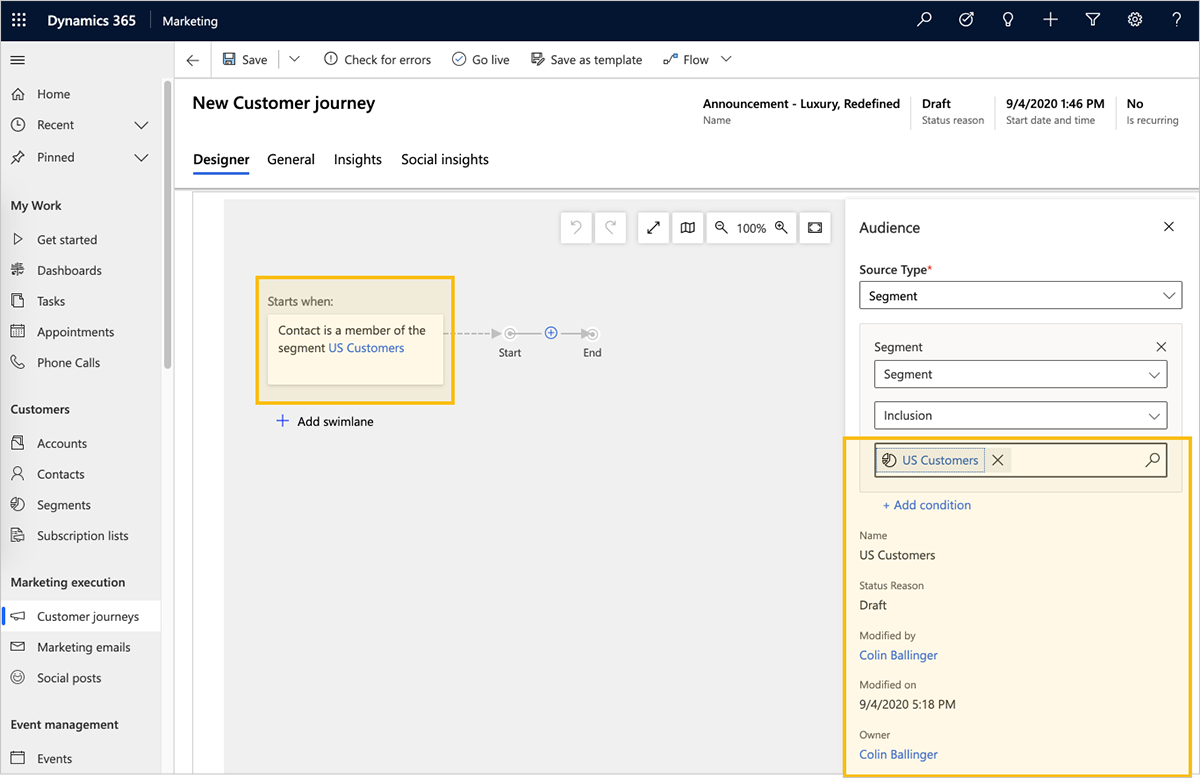 Dynamics 365
Marketing
Save
Check for errors
Go live
Save as template
Flow
Home
Recent
Pinned
My Work
Get started
Dashboards
Tasks
Appointments
Phone Calls
Customers
Accounts
Contacts
Segments
Subscription lists
Marketing execution
Customer journeys
Marketing emails
Social posts
Event management
Events
New Customer journey
Announcement - Luxury, Redefined
Name
Draft
Status reason
9/4/2020 1:46 PM
Start date and time
No
Is recurring
Designer
General
Insights
Social insights
100%
Starts when:
Contact is a member of the
segment US Customers
Start
End
+ Add swimlane
Audience
Source Type*
Segment
Segment
Segment
Inclusion
US Customers
+ Add condition
Name
US Customers
Status Reason
Draft
Modified by
Colin Ballinger
Modified on
9/4/2020 5:18 PM
Owner
Colin Ballinger